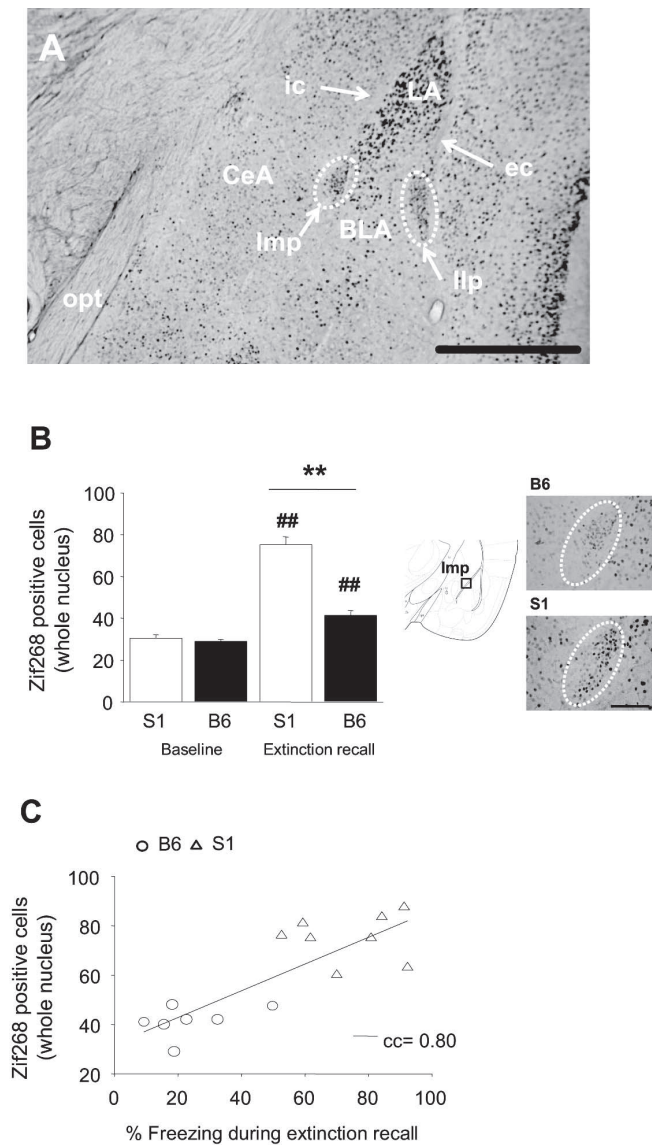 A
ic
LA
CeA
ec
Imp
BLA
Ilp
opt
B
Zif268 positive cells
(whole nucleus)
100
80
60
40
20
0
**
##
##
S1
B6
S1
B6
Baseline
Extinction recall
Imp
B6
S1
C
B6
S1
Zif268 positive cells
(whole nucleus)
100
80
60
40
20
cc= 0.80
0
20
40
60
80
100
% Freezing during extinction recall